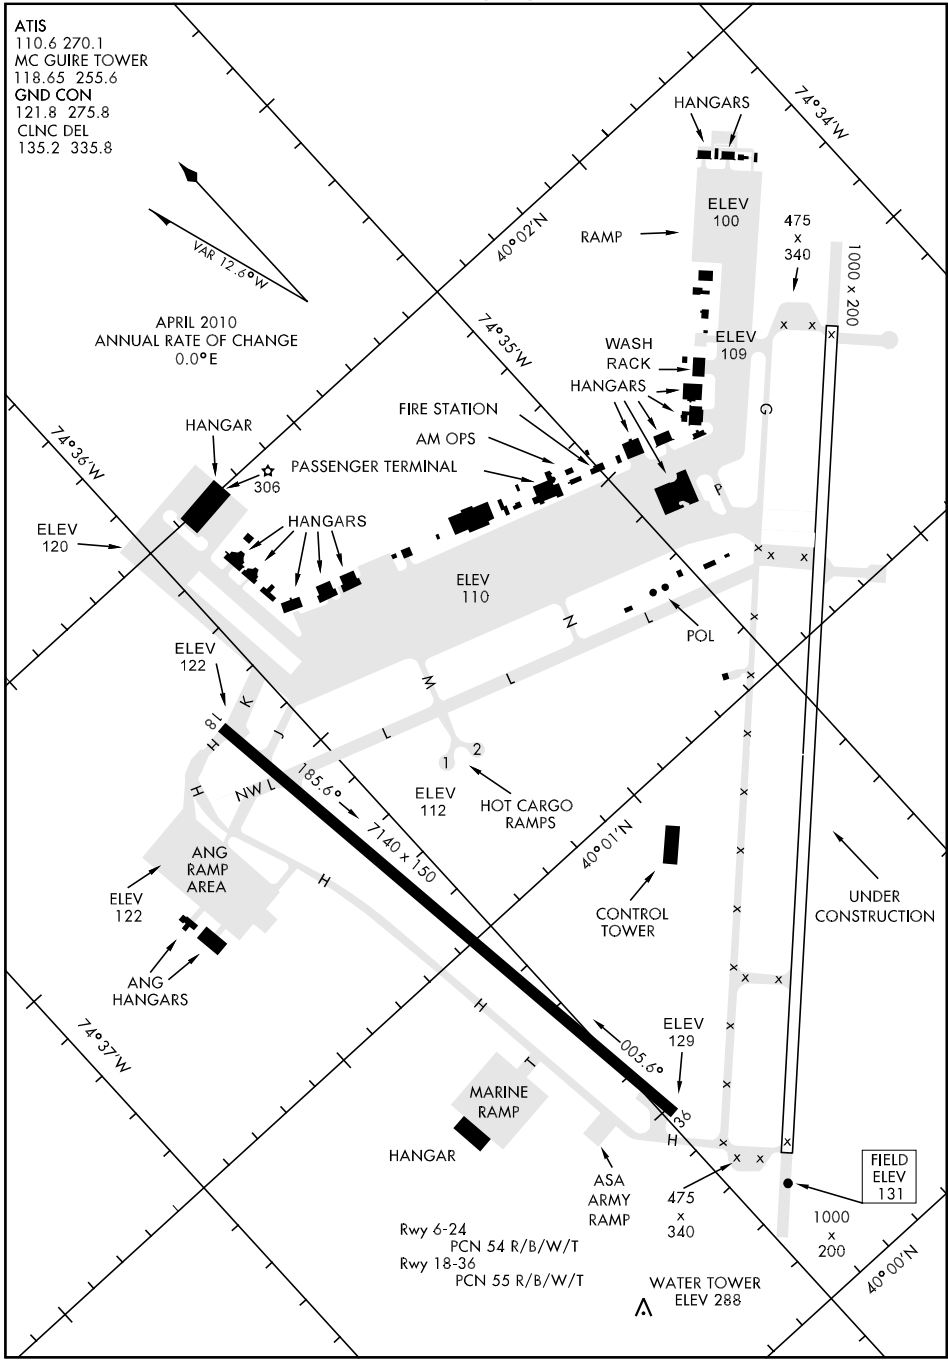 ATIS
110.6 270.1
MC GUIRE TOWER
118.65 255.6
GND CON
121.8 275.8
CLNC DEL
135.2 335.8
VAR 12.6°W
APRIL 2010
ANNUAL RATE OF CHANGE
0.0°E
74°34'W
HANGARS
ELEV
100
475
x
340
RAMP
1000 x 200
40°02'N
74°35'W
ELEV
109
WASH
RACK
HANGARS
G
FIRE STATION
AM OPS
PASSENGER TERMINAL
HANGAR
306
74°36'W
P
HANGARS
ELEV
120
ELEV
110
N
L
POL
ELEV
122
W
L
K
J
L
18
H
2
1
HOT CARGO
RAMPS
ELEV
112
NW L
H
185.6°
7140 x 150
40°01'N
ANG
RAMP
AREA
ELEV
122
H
CONTROL
TOWER
UNDER
CONSTRUCTION
ANG
HANGARS
H
74°37'W
005.6°
ELEV
129
T
MARINE
RAMP
36
H
HANGAR
ASA
ARMY
RAMP
475
x
340
FIELD
ELEV
131
1000
x
200
Rwy 6-24
PCN 54 R/B/W/T
Rwy 18-36
PCN 55 R/B/W/T
WATER TOWER
ELEV 288
40°00'N